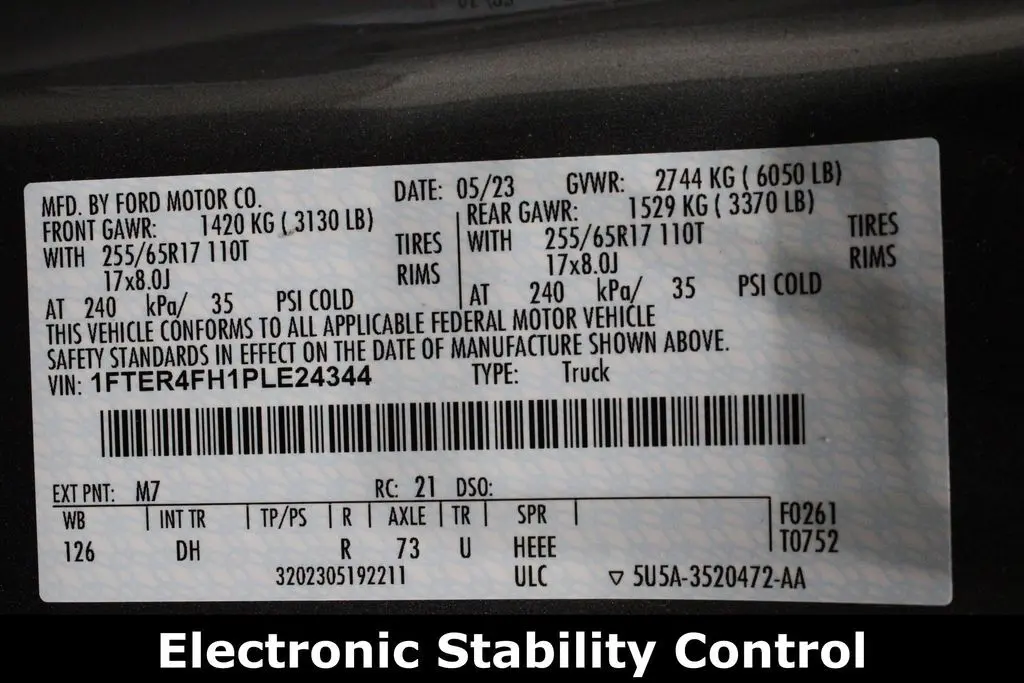 MFD. BY FORD MOTOR CO. DATE: 05/23 GVWR: 2744 KG ( 6050 LB)
FRONT GAWR: 1420 KG ( 3130 LB) REAR GAWR: 1529 KG ( 3370 LB)
WITH 255/65R17 110T TIRES WITH 255/65R17 110T TIRES
17x8.0J RIMS 17x8.0J RIMS
AT 240 kPa/ 35 PSI COLD AT 240 kPa/ 35 PSI COLD
THIS VEHICLE CONFORMS TO ALL APPLICABLE FEDERAL MOTOR VEHICLE
SAFETY STANDARDS IN EFFECT ON THE DATE OF MANUFACTURE SHOWN ABOVE.
VIN: 1FTER4FH1PLE24344 TYPE: Truck
EXT PNT: M7 RC: 21 DSO:
WB INT TR TP/PS R AXLE TR SPR F0261
126 DH R 73 U HEEE T0752
3202305192211 ULC ▽ 5U5A-3520472-AA
Electronic Stability Control